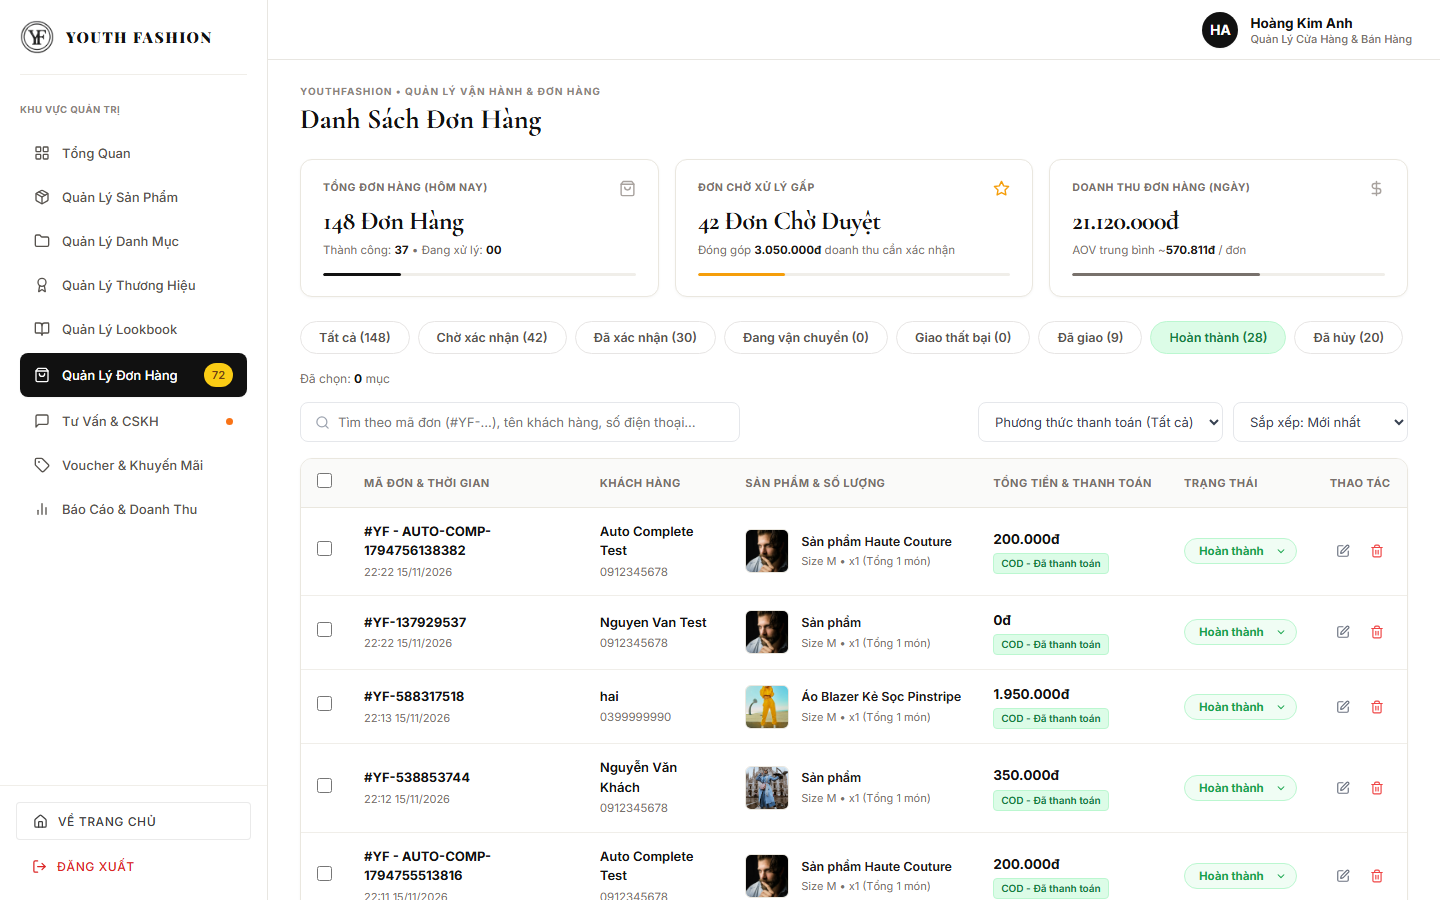 YF YOUTH FASHION
KHU VỰC QUẢN TRỊ
Tổng Quan
Quản Lý Sản Phẩm
Quản Lý Danh Mục
Quản Lý Thương Hiệu
Quản Lý Lookbook
Quản Lý Đơn Hàng 72
Tư Vấn & CSKH
Voucher & Khuyến Mãi
Báo Cáo & Doanh Thu
VỀ TRANG CHỦ
ĐĂNG XUẤT
HA
Hoàng Kim Anh
Quản Lý Cửa Hàng & Bán Hàng
YOUTHFASHION • QUẢN LÝ VẬN HÀNH & ĐƠN HÀNG
Danh Sách Đơn Hàng
TỔNG ĐƠN HÀNG (HÔM NAY)
148 Đơn Hàng
Thành công: 37 • Đang xử lý: 00
ĐƠN CHỜ XỬ LÝ GẤP
42 Đơn Chờ Duyệt
Đóng góp 3.050.000đ doanh thu cần xác nhận
DOANH THU ĐƠN HÀNG (NGÀY)
21.120.000đ
AOV trung bình ~570.811đ / đơn
Tất cả (148) Chờ xác nhận (42) Đã xác nhận (30) Đang vận chuyển (0) Giao thất bại (0) Đã giao (9) Hoàn thành (28) Đã hủy (20)
Đã chọn: 0 mục
Tìm theo mã đơn (#YF-...), tên khách hàng, số điện thoại...
Phương thức thanh toán (Tất cả)
Sắp xếp: Mới nhất
MÃ ĐƠN & THỜI GIAN KHÁCH HÀNG SẢN PHẨM & SỐ LƯỢNG TỔNG TIỀN & THANH TOÁN TRẠNG THÁI THAO TÁC
#YF - AUTO-COMP-
1794756138382
22:22 15/11/2026
Auto Complete
Test
0912345678
Sản phẩm Haute Couture
Size M • x1 (Tổng 1 món)
200.000đ
COD - Đã thanh toán
Hoàn thành
#YF-137929537
22:22 15/11/2026
Nguyen Van Test
0912345678
Sản phẩm
Size M • x1 (Tổng 1 món)
0đ
COD - Đã thanh toán
Hoàn thành
#YF-588317518
22:13 15/11/2026
hai
0399999990
Áo Blazer Kẻ Sọc Pinstripe
Size M • x1 (Tổng 1 món)
1.950.000đ
COD - Đã thanh toán
Hoàn thành
#YF-538853744
22:12 15/11/2026
Nguyễn Văn
Khách
0912345678
Sản phẩm
Size M • x1 (Tổng 1 món)
350.000đ
COD - Đã thanh toán
Hoàn thành
#YF - AUTO-COMP-
1794755513816
22:11 15/11/2026
Auto Complete
Test
0912345678
Sản phẩm Haute Couture
Size M • x1 (Tổng 1 món)
200.000đ
COD - Đã thanh toán
Hoàn thành